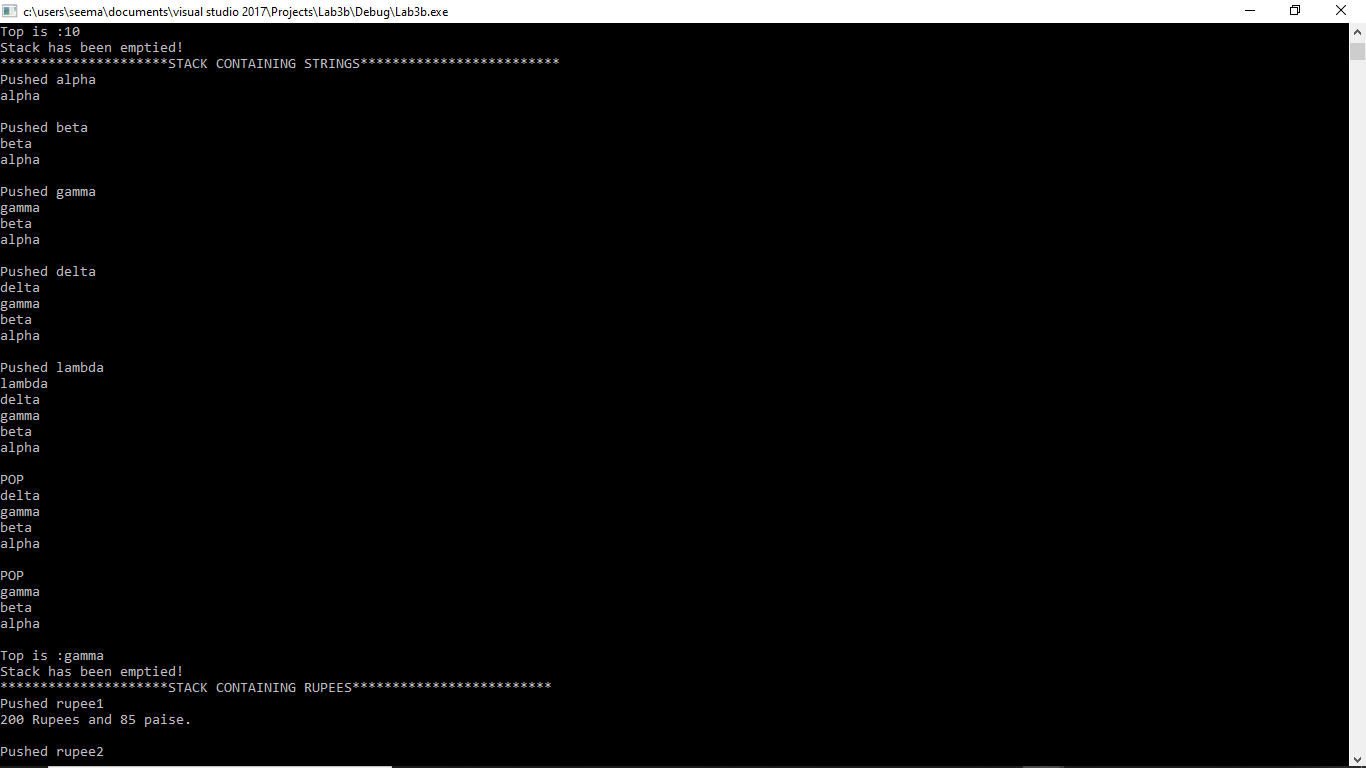 c:\users\seema\documents\visual studio 2017\Projects\Lab3b\Debug\Lab3b.exe
Top is :10
Stack has been emptied!
*********************STACK CONTAINING STRINGS*************************
Pushed alpha
alpha

Pushed beta
beta
alpha

Pushed gamma
gamma
beta
alpha

Pushed delta
delta
gamma
beta
alpha

Pushed lambda
lambda
delta
gamma
beta
alpha

POP
delta
gamma
beta
alpha

POP
gamma
beta
alpha

Top is :gamma
Stack has been emptied!
*********************STACK CONTAINING RUPEES*************************
Pushed rupee1
200 Rupees and 85 paise.

Pushed rupee2